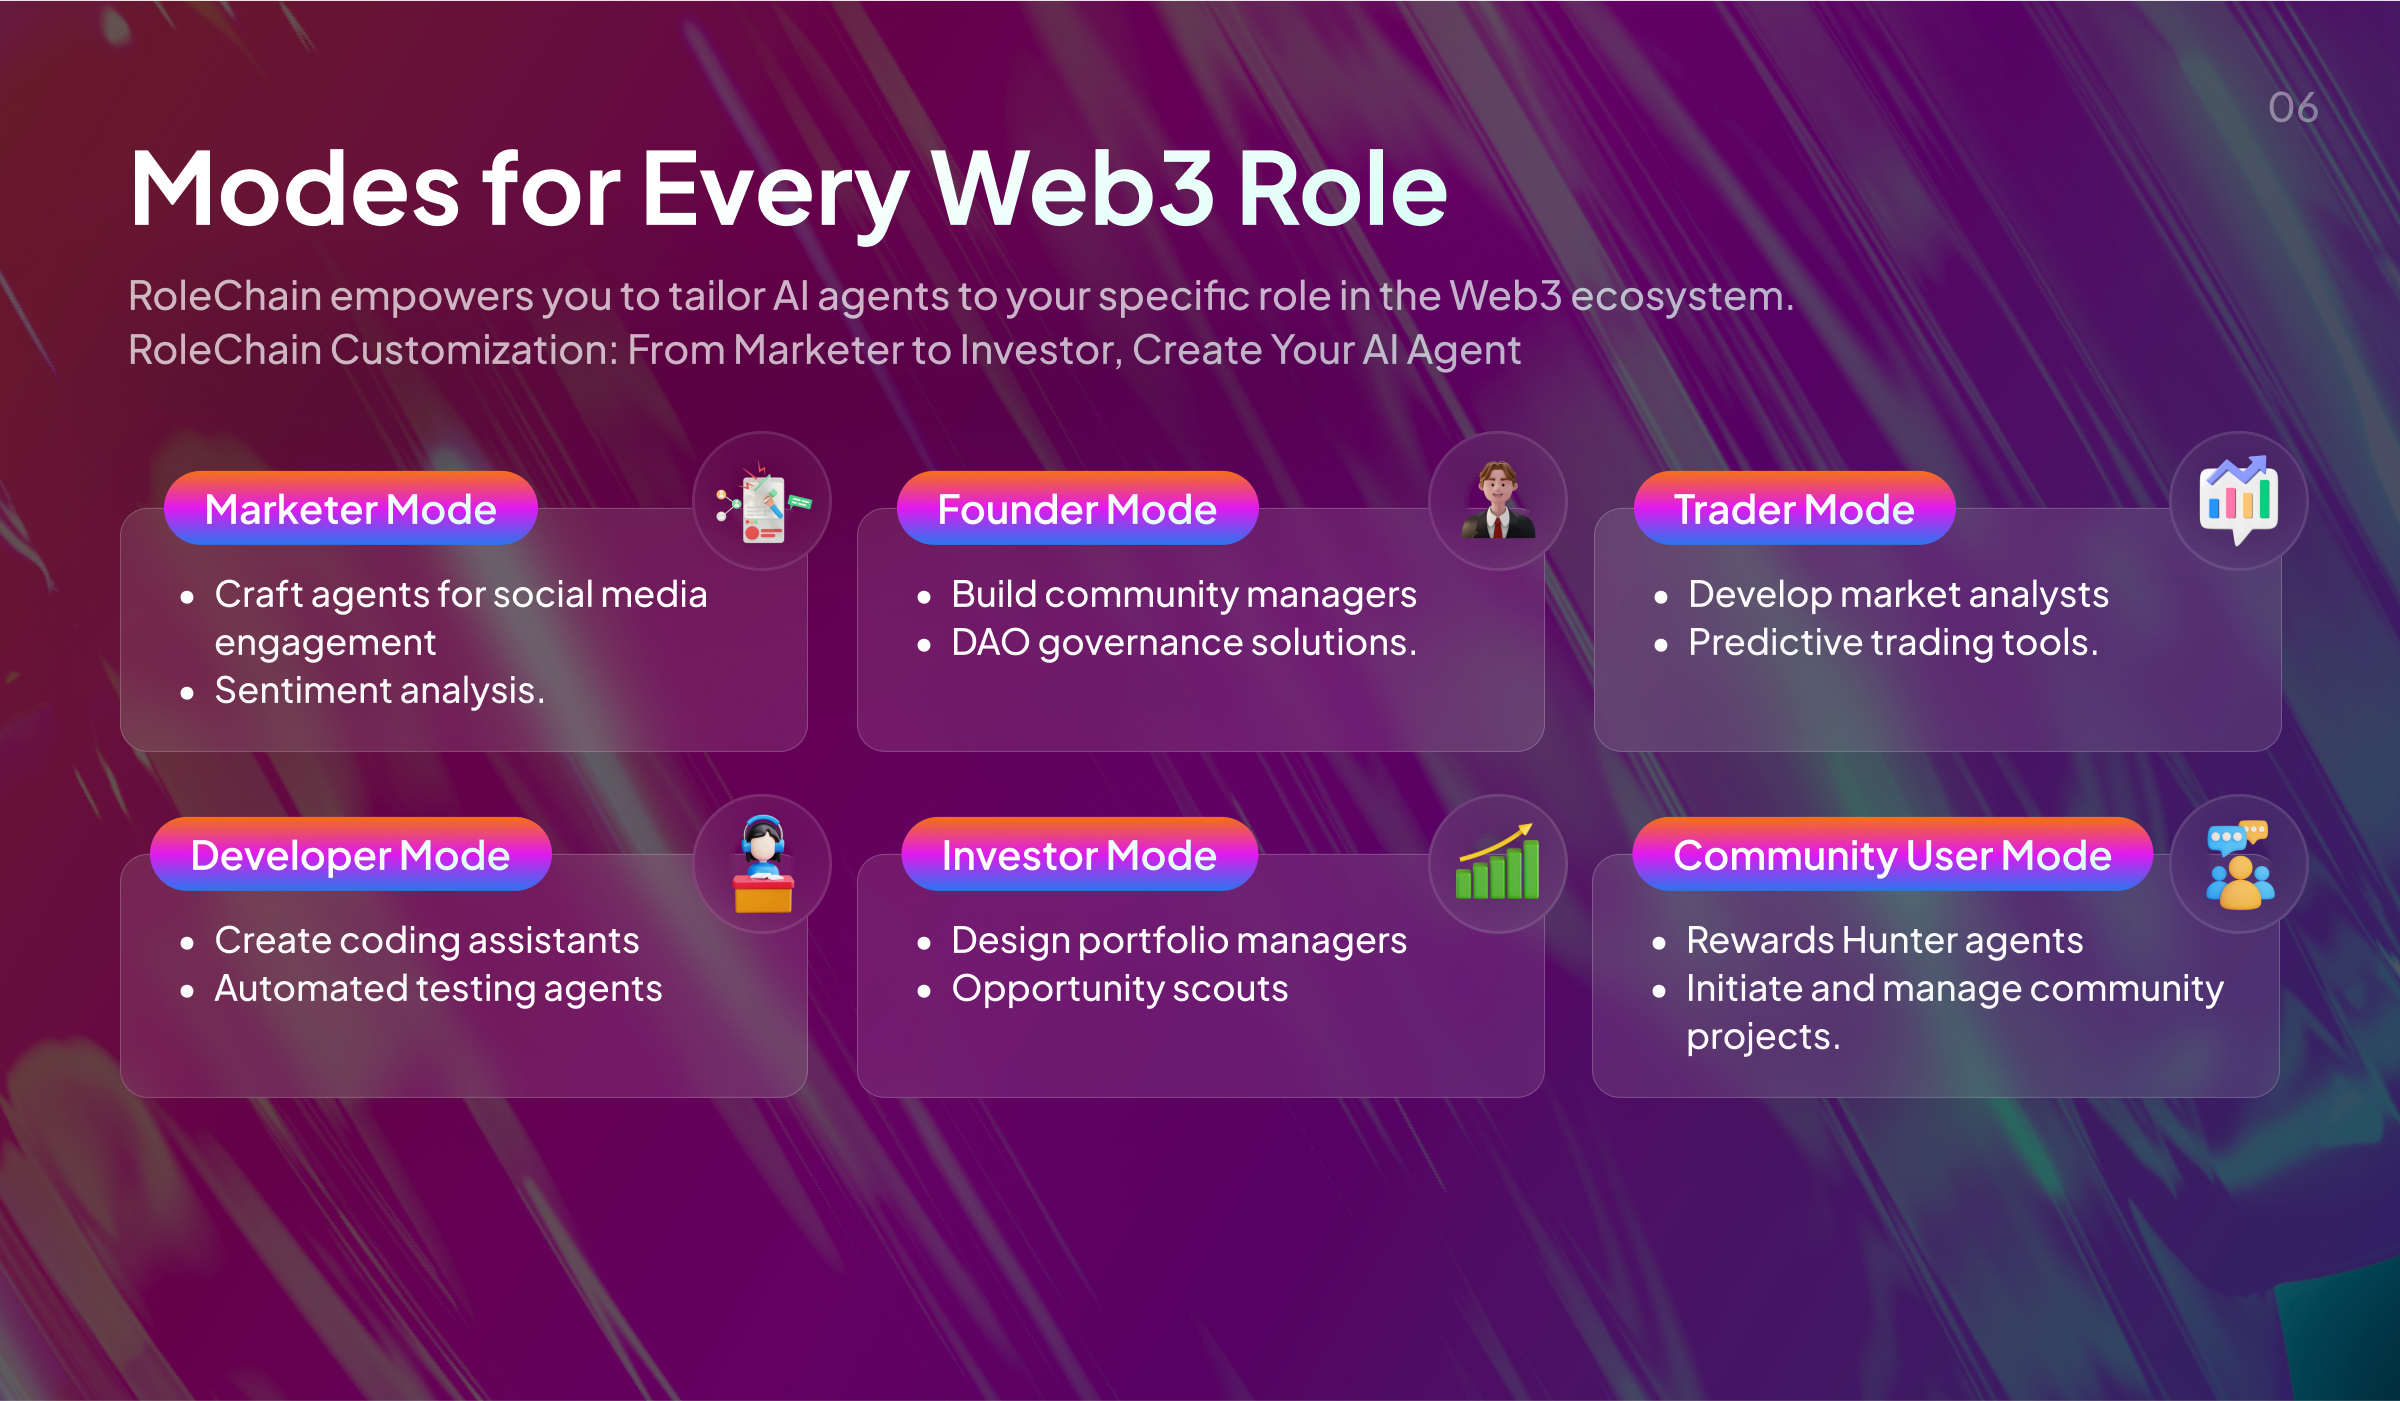 06
Modes for Every Web3 Role
RoleChain empowers you to tailor AI agents to your specific role in the Web3 ecosystem.
RoleChain Customization: From Marketer to Investor, Create Your AI Agent
Marketer Mode
• Craft agents for social media
engagement
• Sentiment analysis.
Founder Mode
• Build community managers
• DAO governance solutions.
Trader Mode
• Develop market analysts
• Predictive trading tools.
Developer Mode
• Create coding assistants
• Automated testing agents
Investor Mode
• Design portfolio managers
• Opportunity scouts
Community User Mode
• Rewards Hunter agents
• Initiate and manage community
projects.